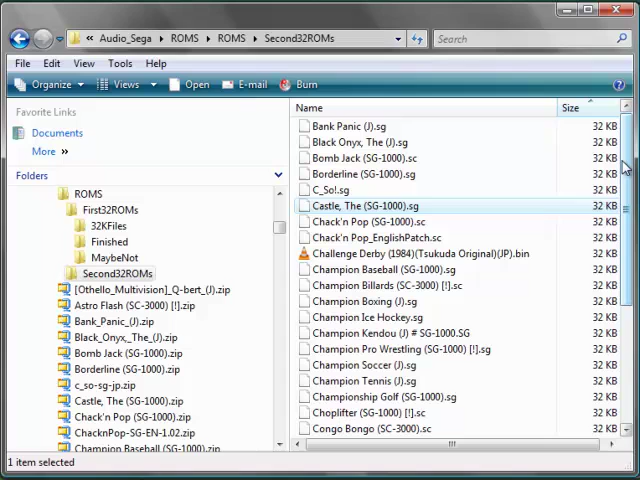 Audio_Sega ROMS ROMS Second32ROMs Search
File Edit View Tools Help
Organize Views Open E-mail Burn
Favorite Links
Documents
More »
Folders
ROMS
First32ROMs
32KFiles
Finished
MaybeNot
Second32ROMs
[Othello_Multivision]_Q-bert_(J).zip
Astro Flash (SC-3000) [!].zip
Bank_Panic_(J).zip
Black_Onyx,_The_(J).zip
Bomb Jack (SG-1000).zip
Borderline (SG-1000).zip
c_so-sg-jp.zip
Castle, The (SG-1000).zip
Chack'n Pop (SG-1000).zip
ChacknPop-SG-EN-1.02.zip
Championship Baseball (SG-1000).zip
Name Size
Bank Panic (J).sg 32 KB
Black Onyx, The (J).sg 32 KB
Bomb Jack (SG-1000).sc 32 KB
Borderline (SG-1000).sg 32 KB
C_So!.sg 32 KB
Castle, The (SG-1000).sg 32 KB
Chack'n Pop (SG-1000).sc 32 KB
Chack'n Pop_EnglishPatch.sc 32 KB
Challenge Derby (1984)(Tsukuda Original)(JP).bin 32 KB
Champion Baseball (SG-1000).sg 32 KB
Champion Billards (SC-3000) [!].sc 32 KB
Champion Boxing (J).sg 32 KB
Champion Ice Hockey.sg 32 KB
Champion Kendou (J) # SG-1000.SG 32 KB
Champion Pro Wrestling (SG-1000) [!].sg 32 KB
Champion Soccer (J).sg 32 KB
Champion Tennis (J).sg 32 KB
Championship Golf (SG-1000).sg 32 KB
Choplifter (SG-1000) [!].sc 32 KB
Congo Bongo (SC-3000).sc 32 KB
1 item selected